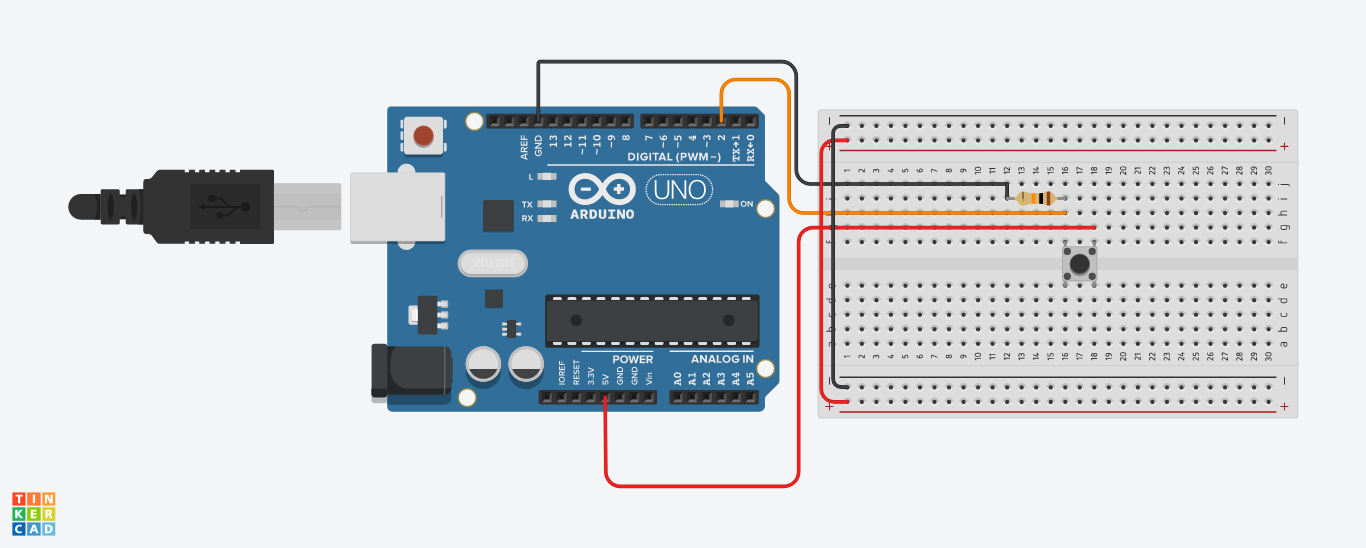 AREF
GND
13
12
~11
~10
~9
8
7
~6
~5
4
~3
2
TX→1
RX←0
DIGITAL (PWM~)
L
TX
RX
ARDUINO
UNO
ON
POWER
ANALOG IN
IOREF
RESET
3.3V
5V
GND
GND
Vin
A0
A1
A2
A3
A4
A5
− −
+ +
1 2 3 4 5 6 7 8 9 10 11 12 13 14 15 16 17 18 19 20 21 22 23 24 25 26 27 28 29 30
j
i i
h
g
f f
e e
d d
c c
b b
a a
1 2 3 4 5 6 7 8 9 10 11 12 13 14 15 16 17 18 19 20 21 22 23 24 25 26 27 28 29 30
− −
+ +
TIN
KER
CAD